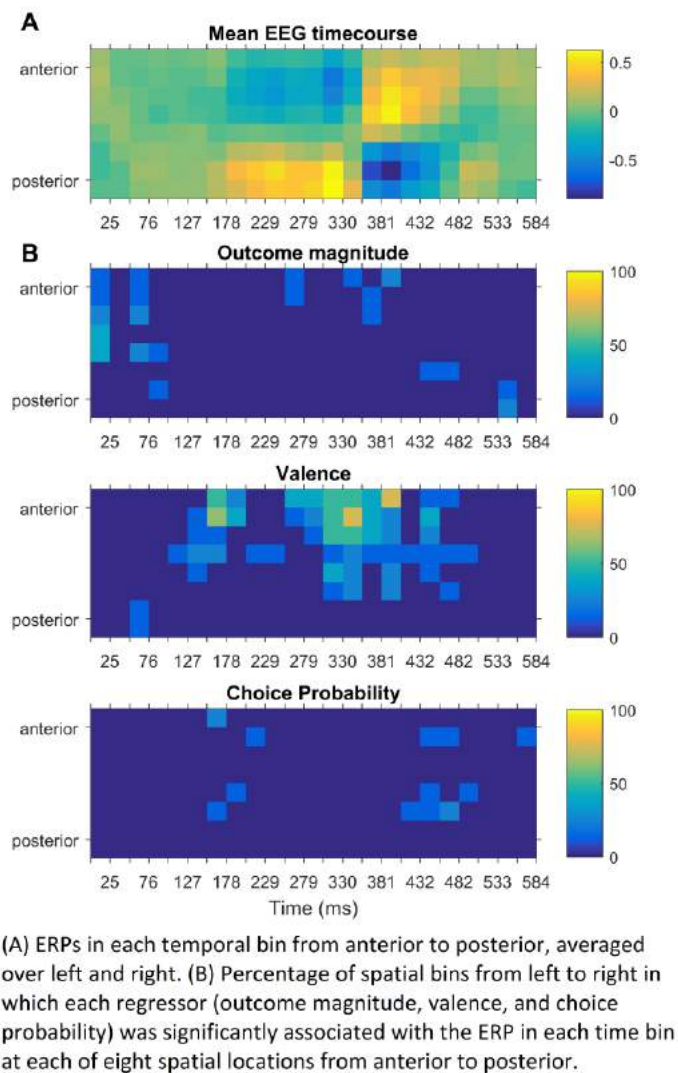 A
Mean EEG timecourse
anterior
posterior
0.5
0
-0.5
25 76 127 178 229 279 330 381 432 482 533 584
B
Outcome magnitude
anterior
posterior
100
50
0
25 76 127 178 229 279 330 381 432 482 533 584
Valence
anterior
posterior
100
50
0
25 76 127 178 229 279 330 381 432 482 533 584
Choice Probability
anterior
posterior
100
50
0
25 76 127 178 229 279 330 381 432 482 533 584
Time (ms)
(A) ERPs in each temporal bin from anterior to posterior, averaged
over left and right. (B) Percentage of spatial bins from left to right in
which each regressor (outcome magnitude, valence, and choice
probability) was significantly associated with the ERP in each time bin
at each of eight spatial locations from anterior to posterior.